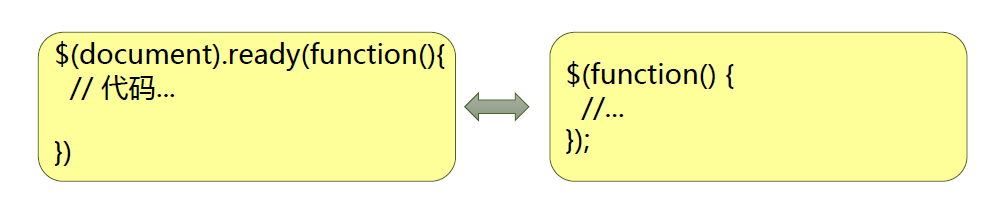 $(document).ready(function(){
// 代码...
})
$(function() {
//...
});